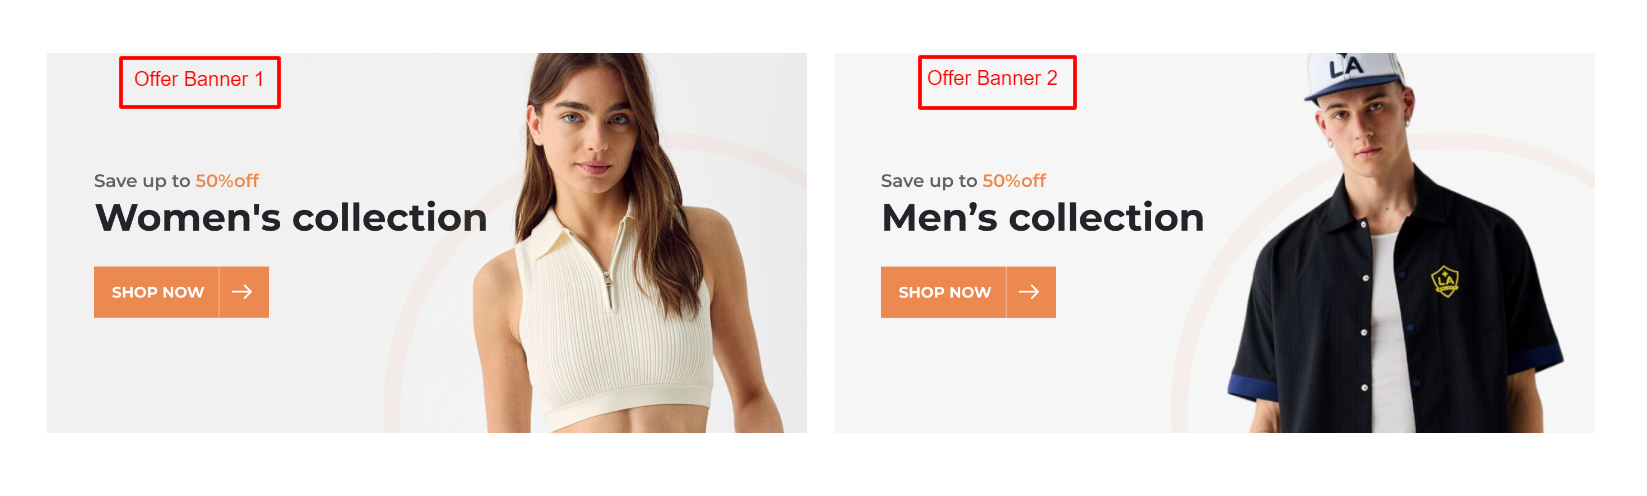 Offer Banner 1
Save up to 50%off
Women's collection
SHOP NOW
Offer Banner 2
LA
Save up to 50%off
Men’s collection
SHOP NOW
LA